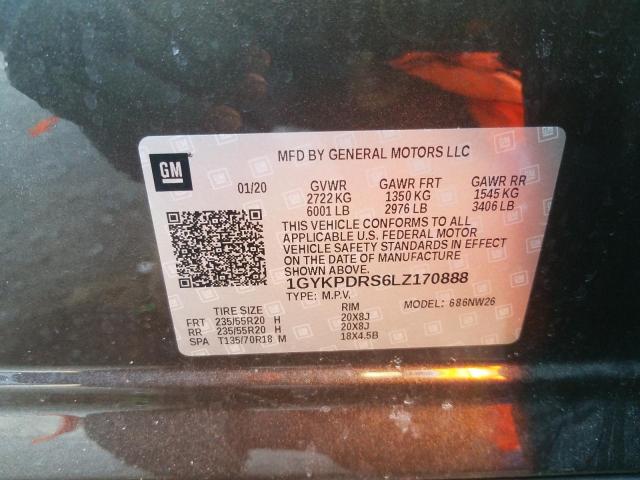 GM
MFD BY GENERAL MOTORS LLC
01/20 GVWR GAWR FRT GAWR RR
2722 KG 1350 KG 1545 KG
6001 LB 2976 LB 3406 LB
THIS VEHICLE CONFORMS TO ALL
APPLICABLE U.S. FEDERAL MOTOR
VEHICLE SAFETY STANDARDS IN EFFECT
ON THE DATE OF MANUFACTURE
SHOWN ABOVE.
1GYKPDRS6LZ170888
TYPE: M.P.V. MODEL: 686NW26
TIRE SIZE RIM
FRT 235/55R20 H 20X8J
RR 235/55R20 H 20X8J
SPA T135/70R18 M 18X4.5B